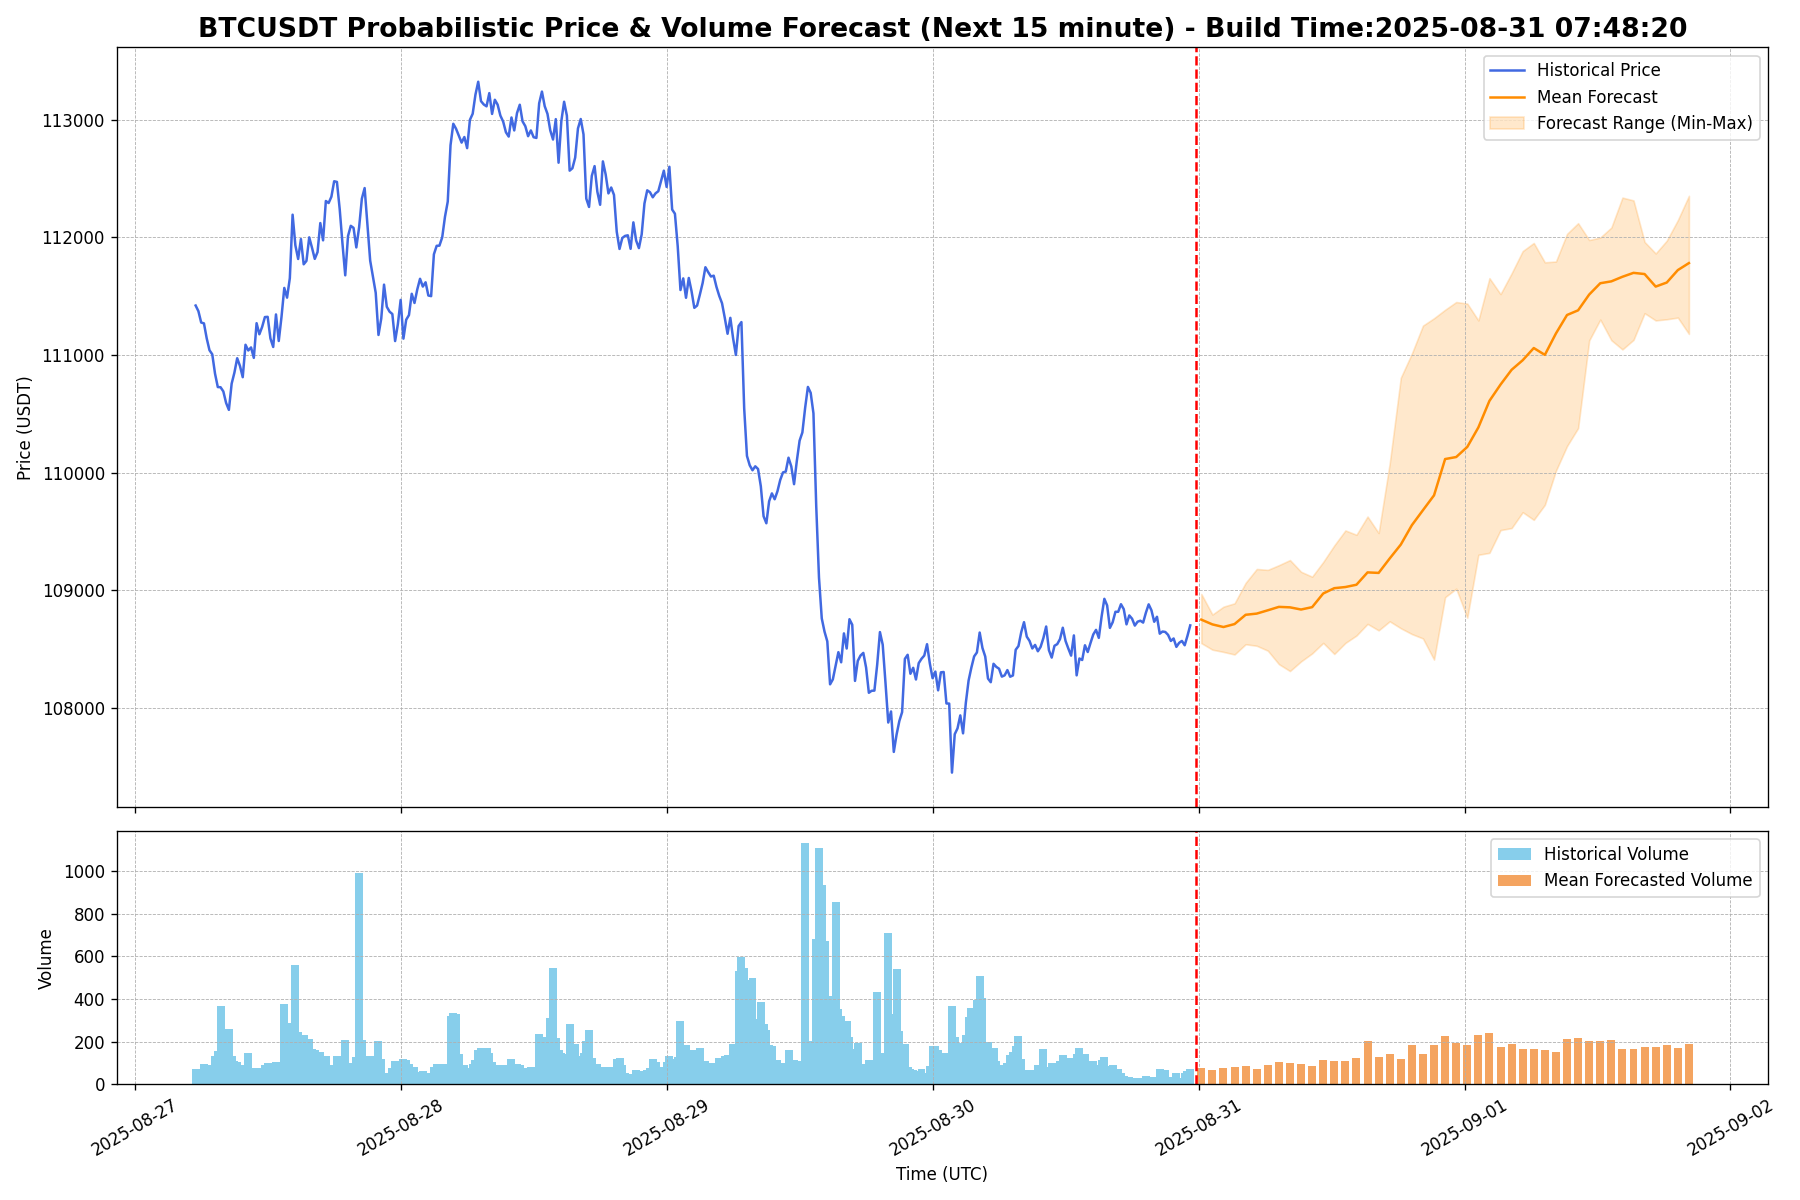 BTCUSDT Probabilistic Price & Volume Forecast (Next 15 minute) - Build Time:2025-08-31 07:48:20
Historical Price
Mean Forecast
Forecast Range (Min-Max)
113000
112000
111000
110000
109000
108000
Price (USDT)
Historical Volume
Mean Forecasted Volume
1000
800
600
400
200
0
Volume
2025-08-27
2025-08-28
2025-08-29
2025-08-30
2025-08-31
2025-09-01
2025-09-02
Time (UTC)